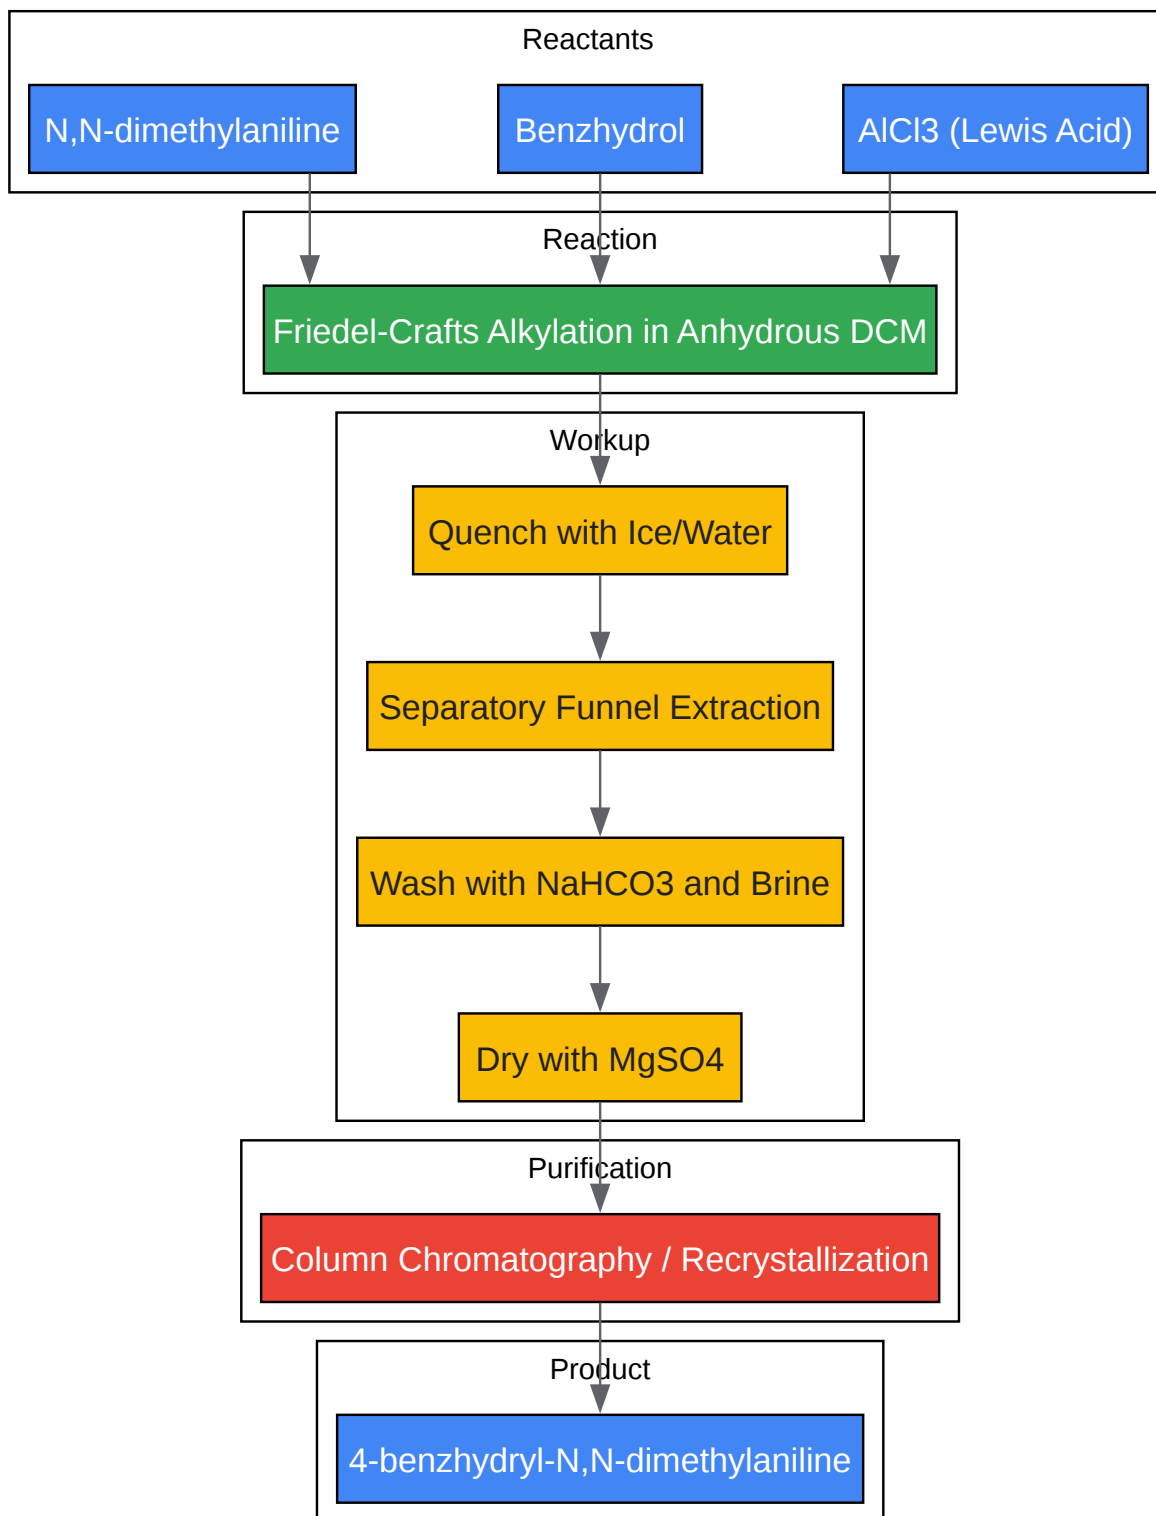 Reactants
N,N-dimethylaniline
Benzhydrol
AlCl3 (Lewis Acid)
Reaction
Friedel-Crafts Alkylation in Anhydrous DCM
Workup
Quench with Ice/Water
Separatory Funnel Extraction
Wash with NaHCO3 and Brine
Dry with MgSO4
Purification
Column Chromatography / Recrystallization
Product
4-benzhydryl-N,N-dimethylaniline